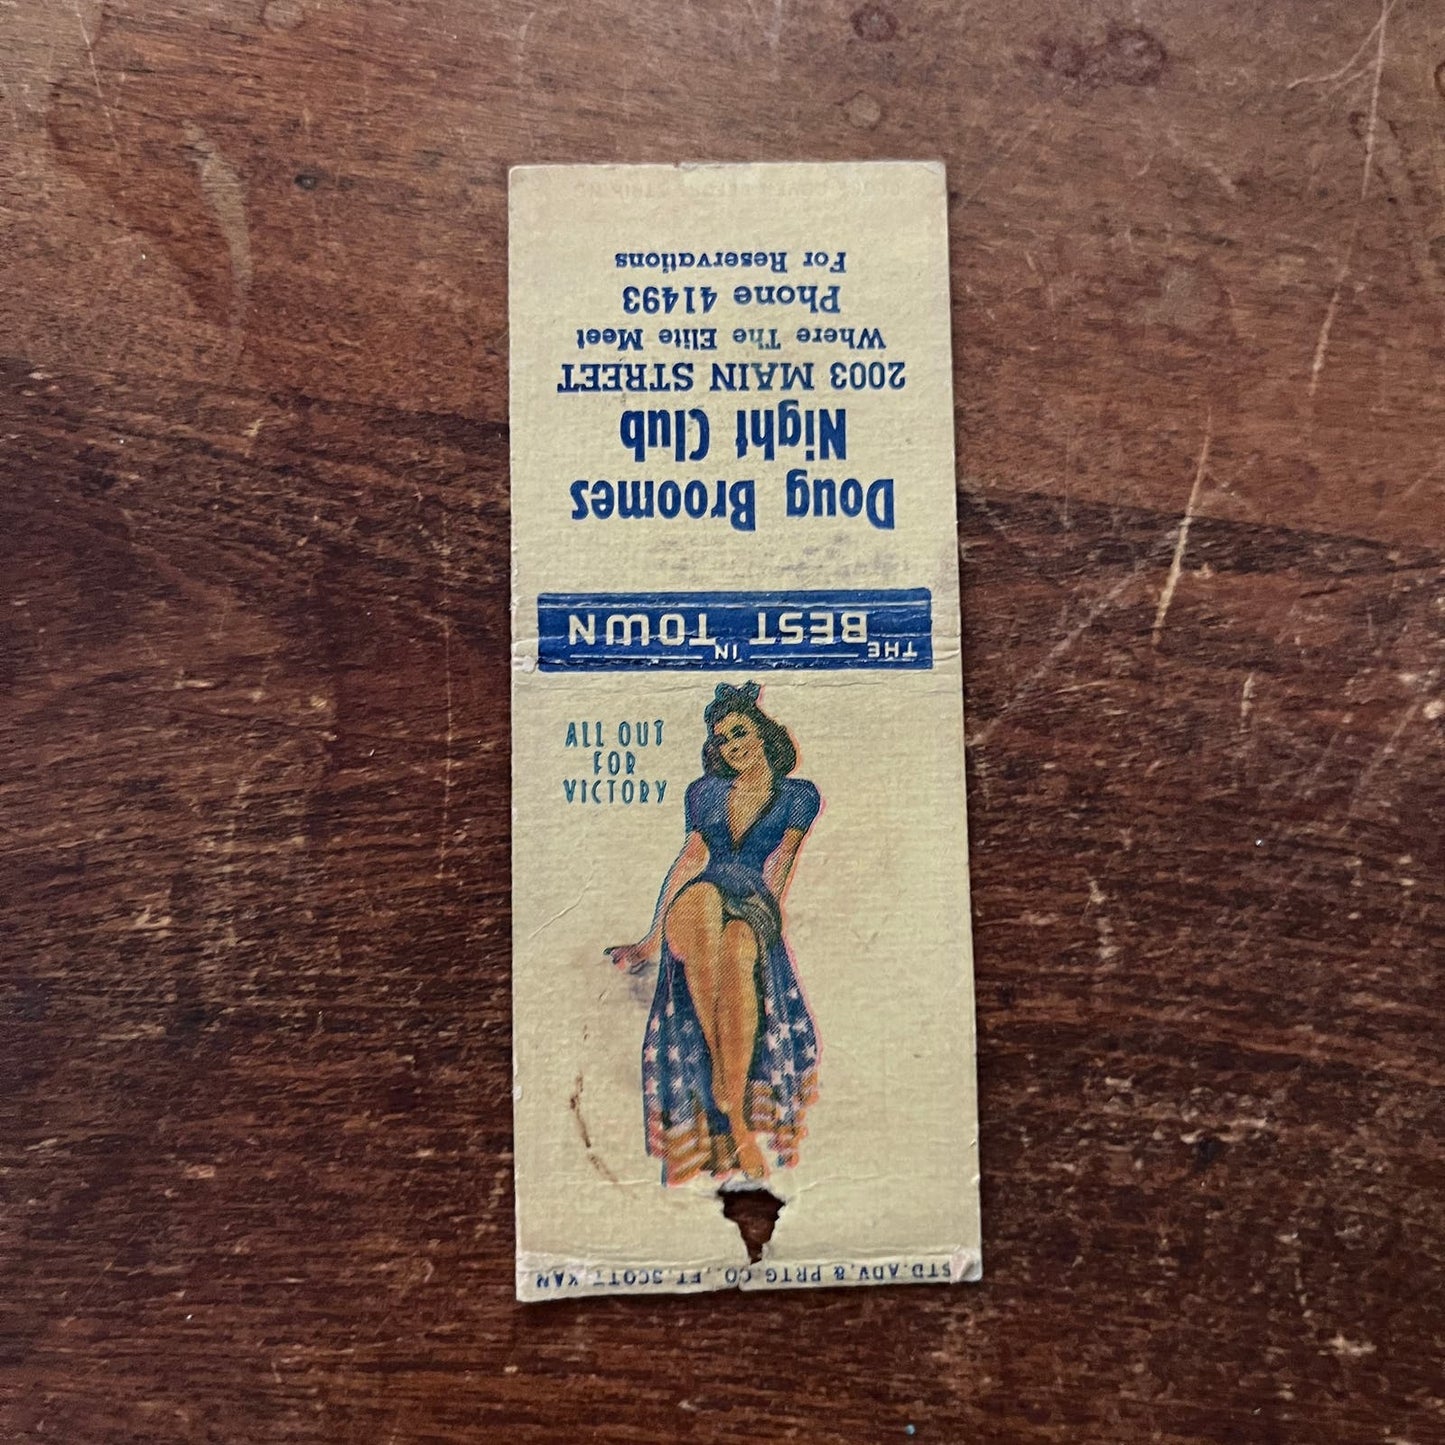 Doug Broomes
Night Club
2003 MAIN STREET
Where The Elite Meet
Phone 41493
For Reservations
THE BEST IN TOWN
ALL OUT
FOR
VICTORY
STD. ADV. & PRTG. CO., FT. SCOTT, KAN